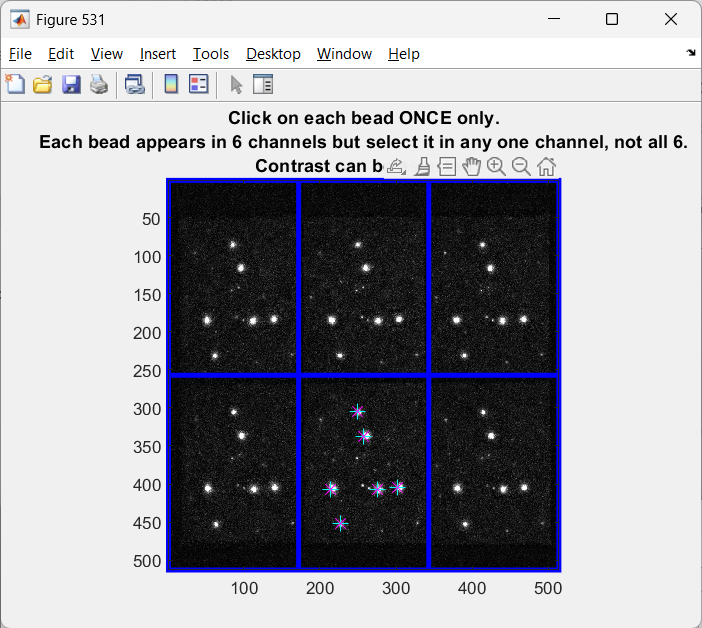 Figure 531
File Edit View Insert Tools Desktop Window Help
Click on each bead ONCE only.
Each bead appears in 6 channels but select it in any one channel, not all 6.
Contrast can b
50
100
150
200
250
300
350
400
450
500
100 200 300 400 500